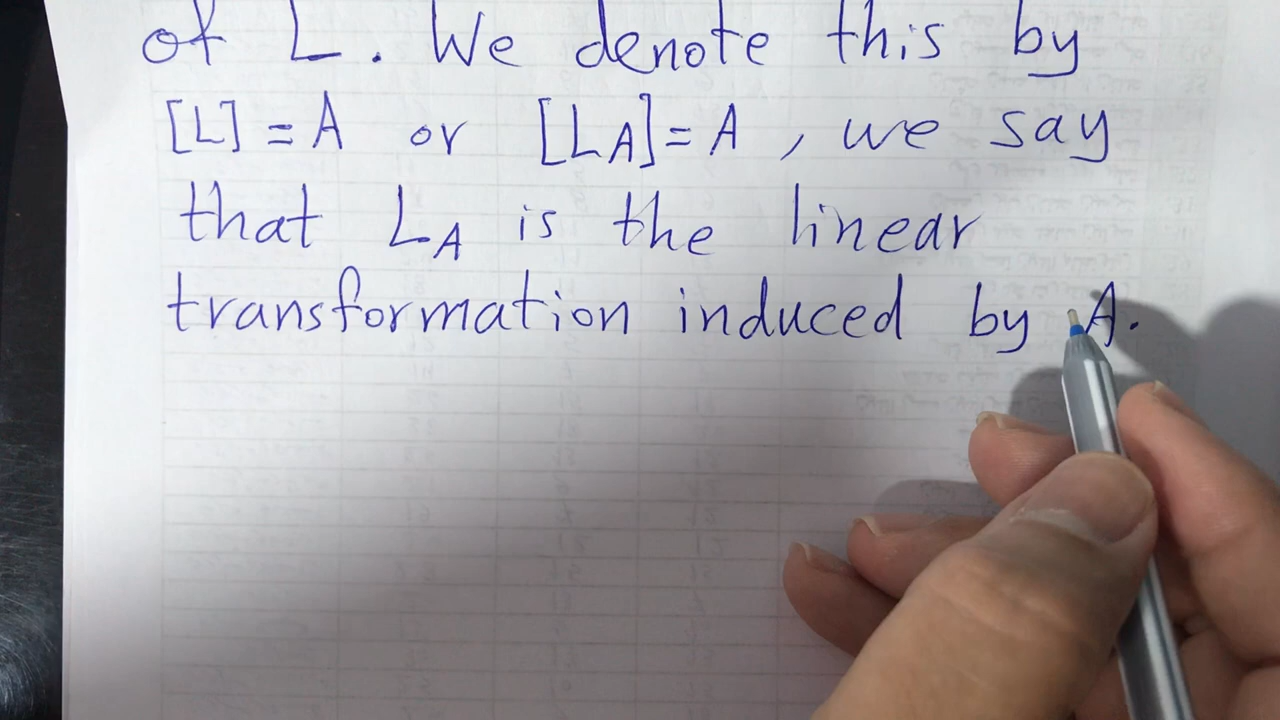 of L. We denote this by
[L] = A or [L_A] = A, we say
that L_A is the linear
transformation induced by A.